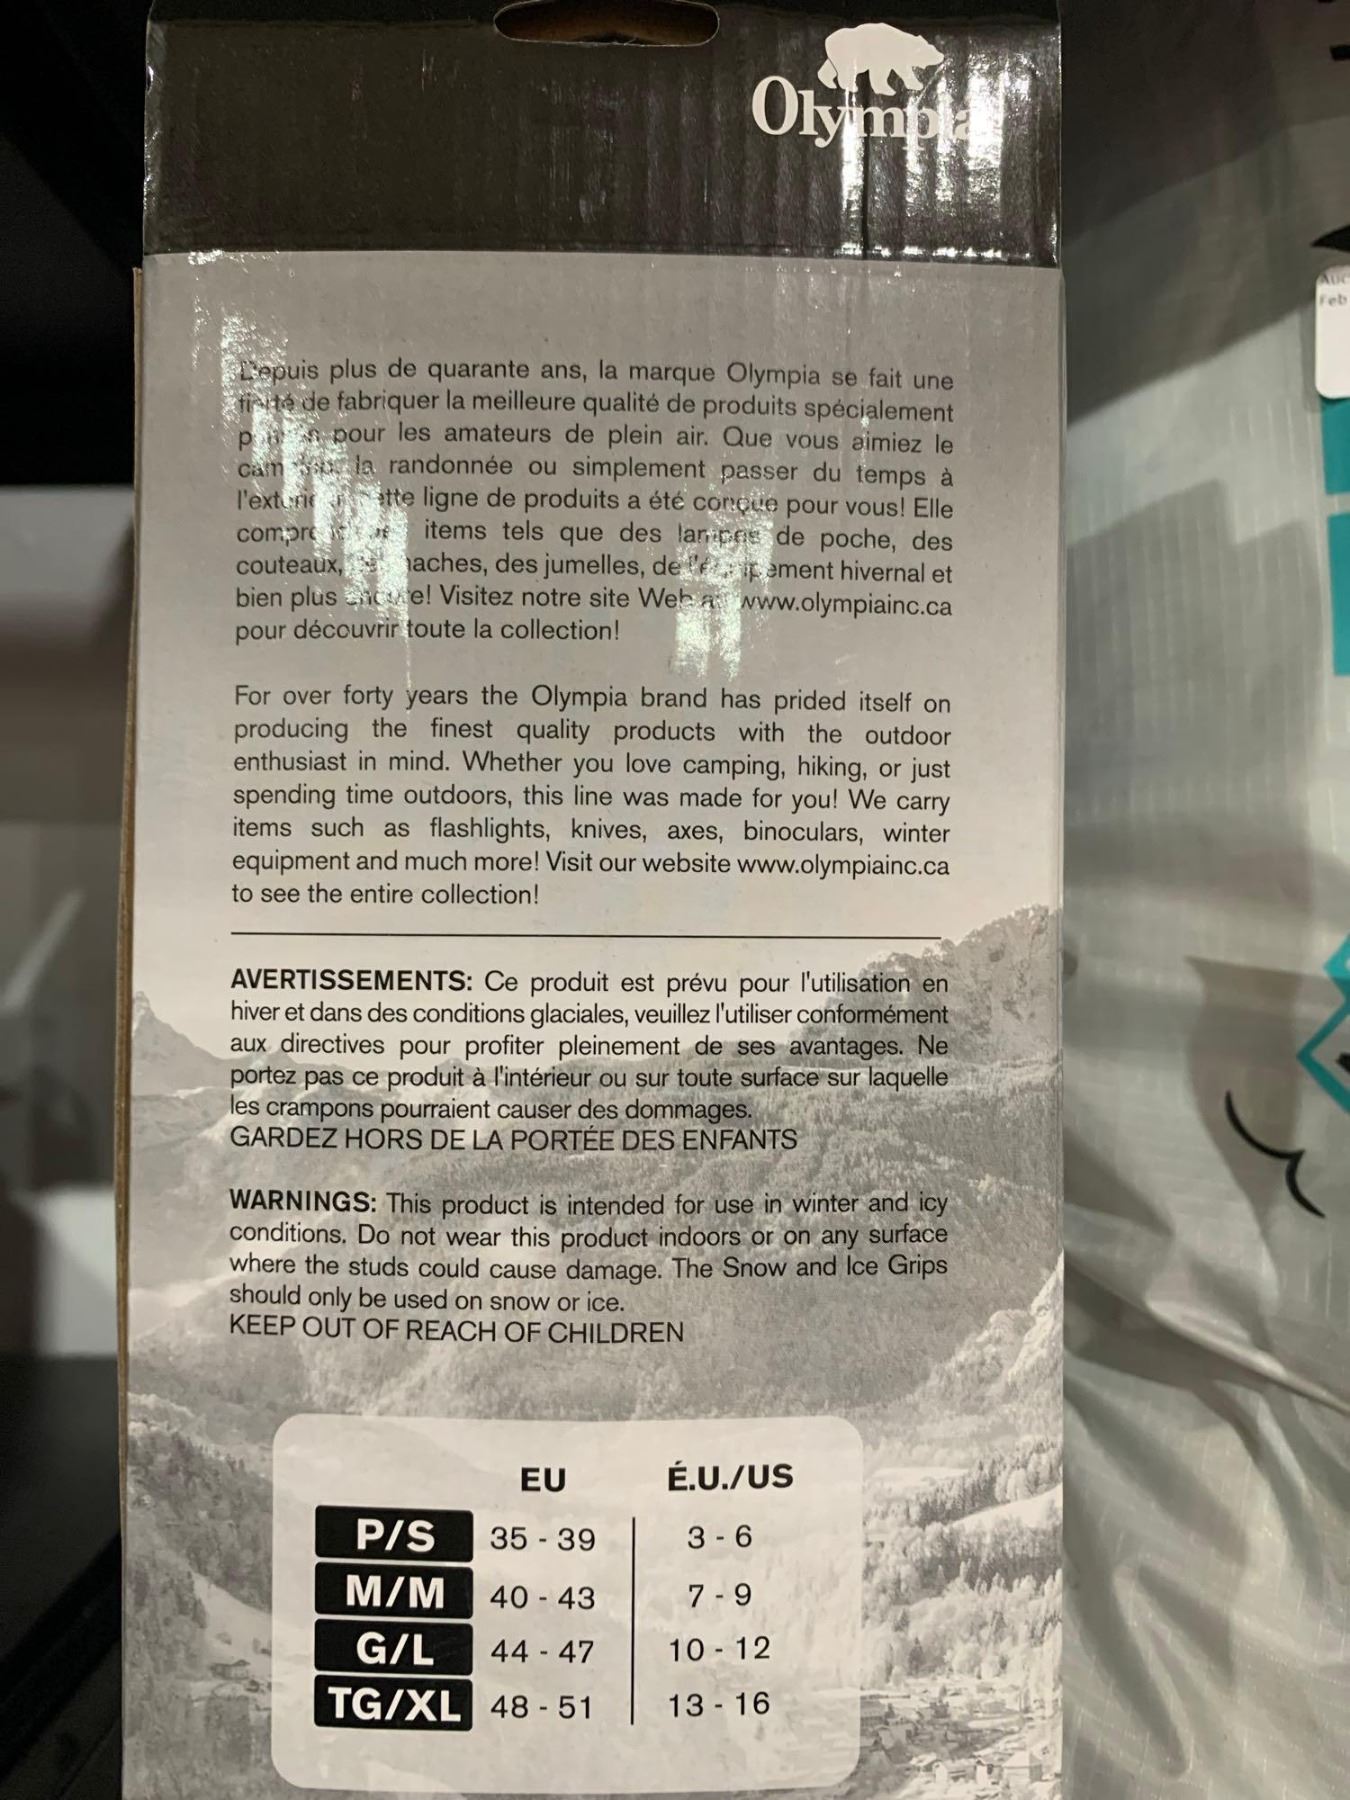 Olympia
Depuis plus de quarante ans, la marque Olympia se fait une
fierté de fabriquer la meilleure qualité de produits spécialement
pour les amateurs de plein air. Que vous aimiez le
la randonnée ou simplement passer du temps à
ligne de produits a été conçue pour vous! Elle
items tels que des lampes de poche, des
couteaux, haches, des jumelles, de l'équipement hivernal et
bien plus encore! Visitez notre site Web au www.olympiainc.ca
pour découvrir toute la collection!
For over forty years the Olympia brand has prided itself on
producing the finest quality products with the outdoor
enthusiast in mind. Whether you love camping, hiking, or just
spending time outdoors, this line was made for you! We carry
items such as flashlights, knives, axes, binoculars, winter
equipment and much more! Visit our website www.olympiainc.ca
to see the entire collection!
AVERTISSEMENTS: Ce produit est prévu pour l'utilisation en
hiver et dans des conditions glaciales, veuillez l'utiliser conformément
aux directives pour profiter pleinement de ses avantages. Ne
portez pas ce produit à l'intérieur ou sur toute surface sur laquelle
les crampons pourraient causer des dommages.
GARDEZ HORS DE LA PORTÉE DES ENFANTS
WARNINGS: This product is intended for use in winter and icy
conditions. Do not wear this product indoors or on any surface
where the studs could cause damage. The Snow and Ice Grips
should only be used on snow or ice.
KEEP OUT OF REACH OF CHILDREN
EU É.U./US
P/S 35 - 39 3 - 6
M/M 40 - 43 7 - 9
G/L 44 - 47 10 - 12
TG/XL 48 - 51 13 - 16
Feb